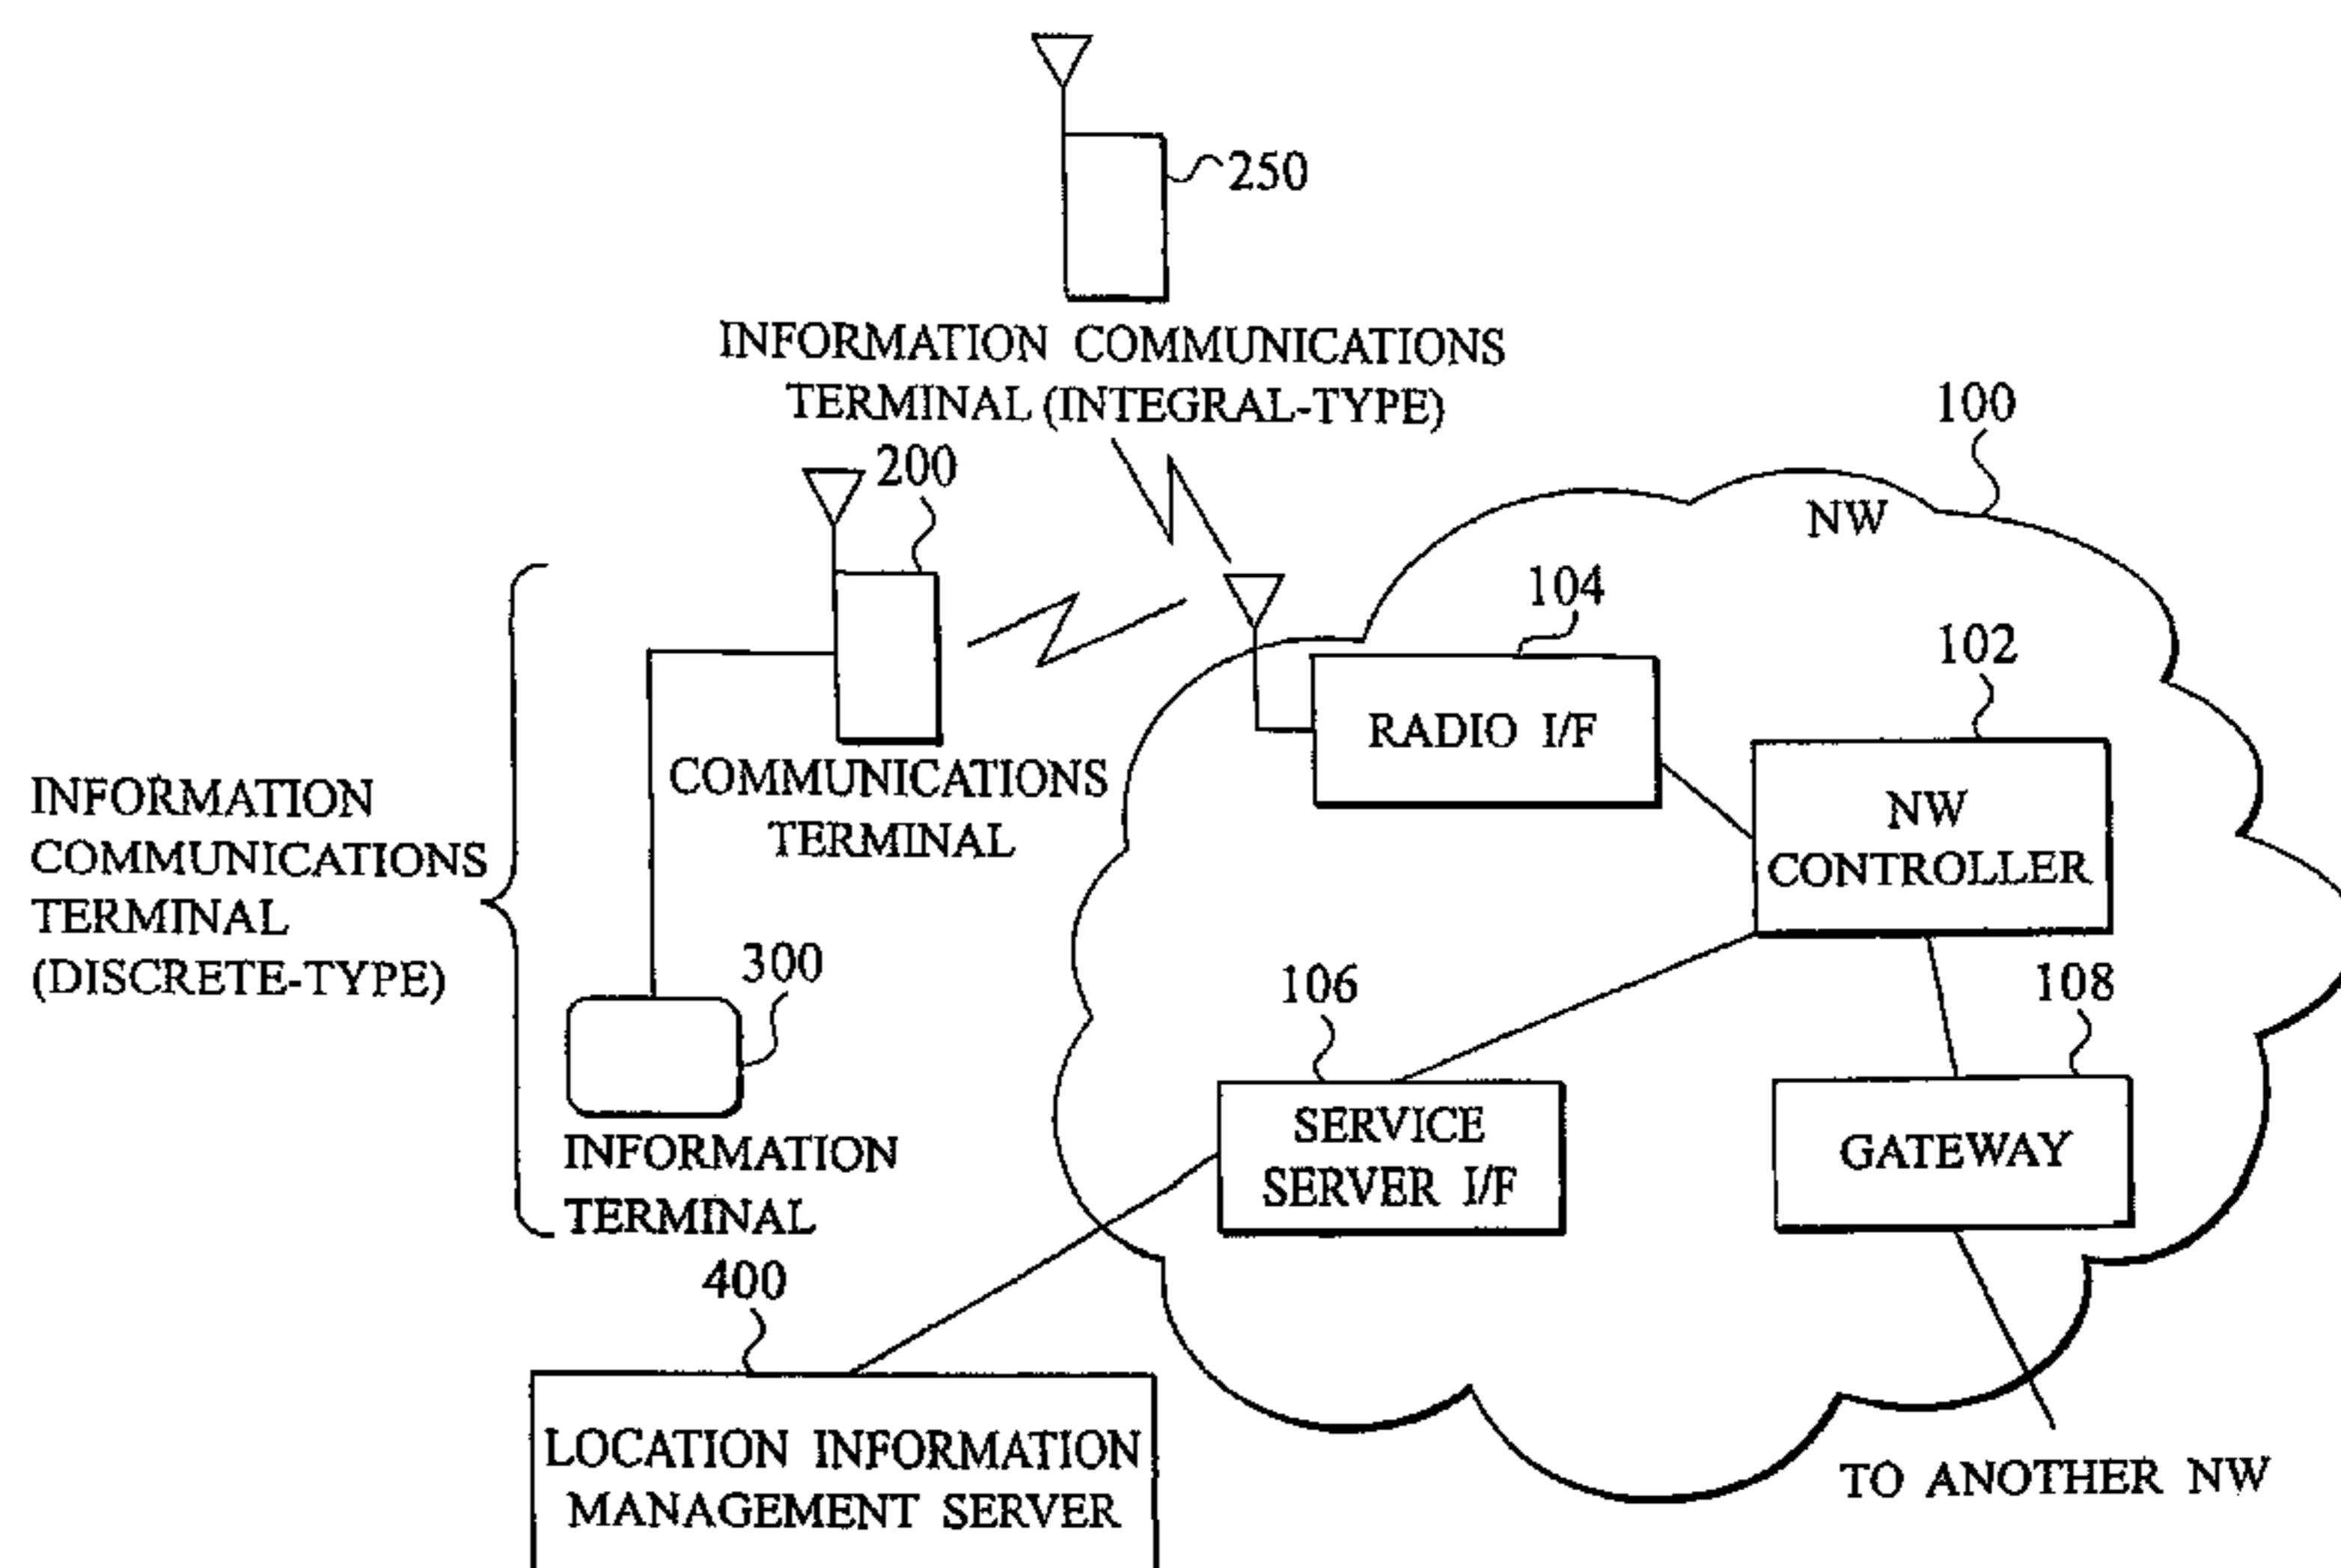 250
INFORMATION COMMUNICATIONS
TERMINAL (INTEGRAL-TYPE)
100
NW
200
104
RADIO I/F
102
NW
CONTROLLER
COMMUNICATIONS
TERMINAL
INFORMATION
COMMUNICATIONS
TERMINAL
(DISCRETE-TYPE)
300
INFORMATION
TERMINAL
106
SERVICE
SERVER I/F
108
GATEWAY
400
LOCATION INFORMATION
MANAGEMENT SERVER
TO ANOTHER NW